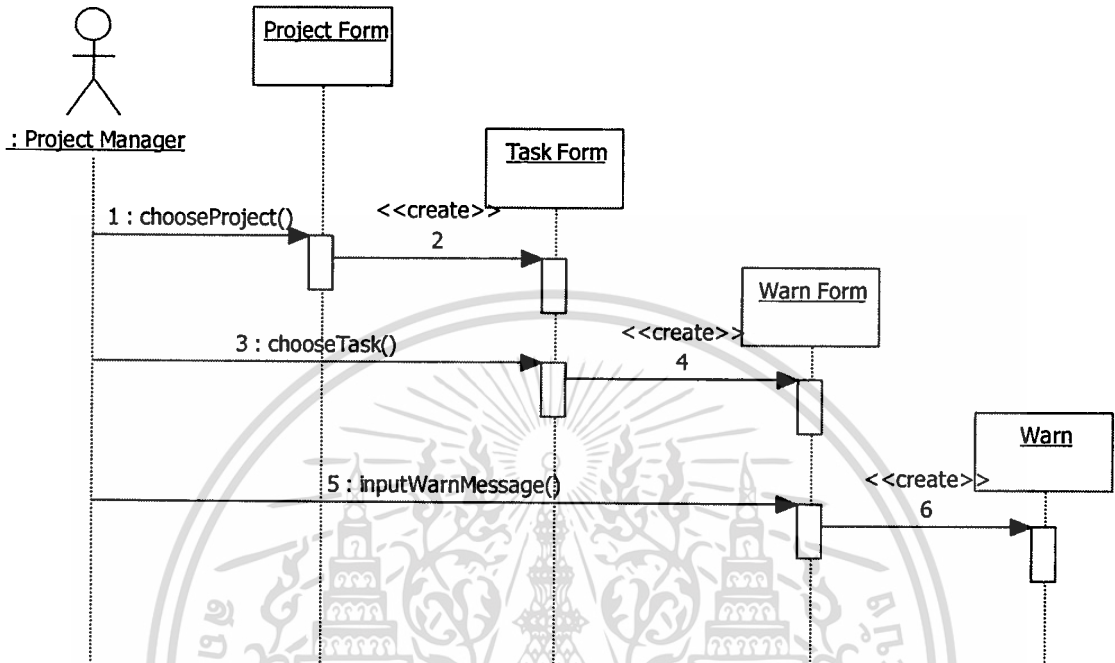 Project Form
: Project Manager
Task Form
1 : chooseProject()
<<create>>
2
Warn Form
3 : chooseTask()
<<create>>
4
Warn
5 : inputWarnMessage()
<<create>>
6